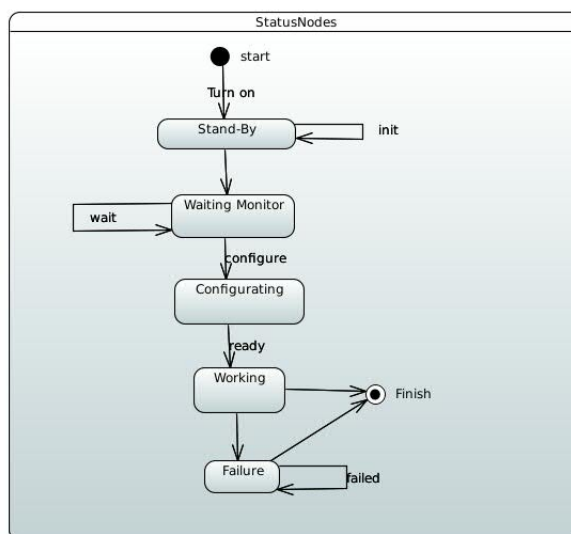 StatusNodes
start
Turn on
Stand-By
init
Waiting Monitor
wait
configure
Configurating
ready
Working
Finish
Failure
failed